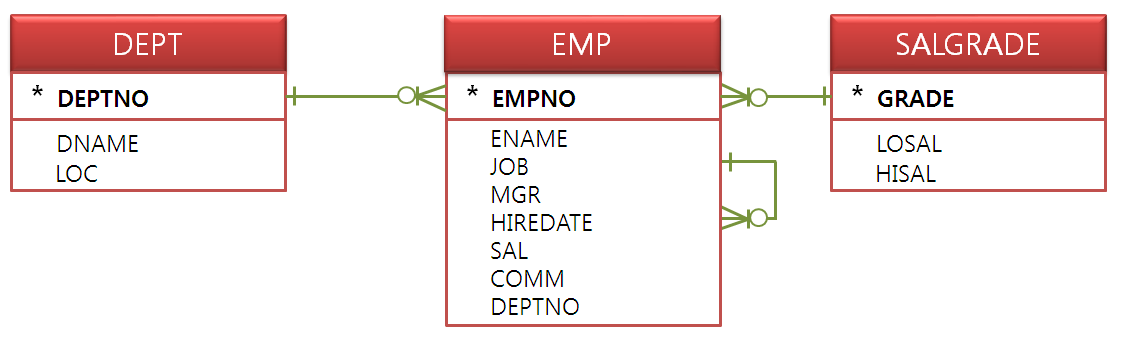 DEPT
* DEPTNO
DNAME
LOC
EMP
* EMPNO
ENAME
JOB
MGR
HIREDATE
SAL
COMM
DEPTNO
SALGRADE
* GRADE
LOSAL
HISAL